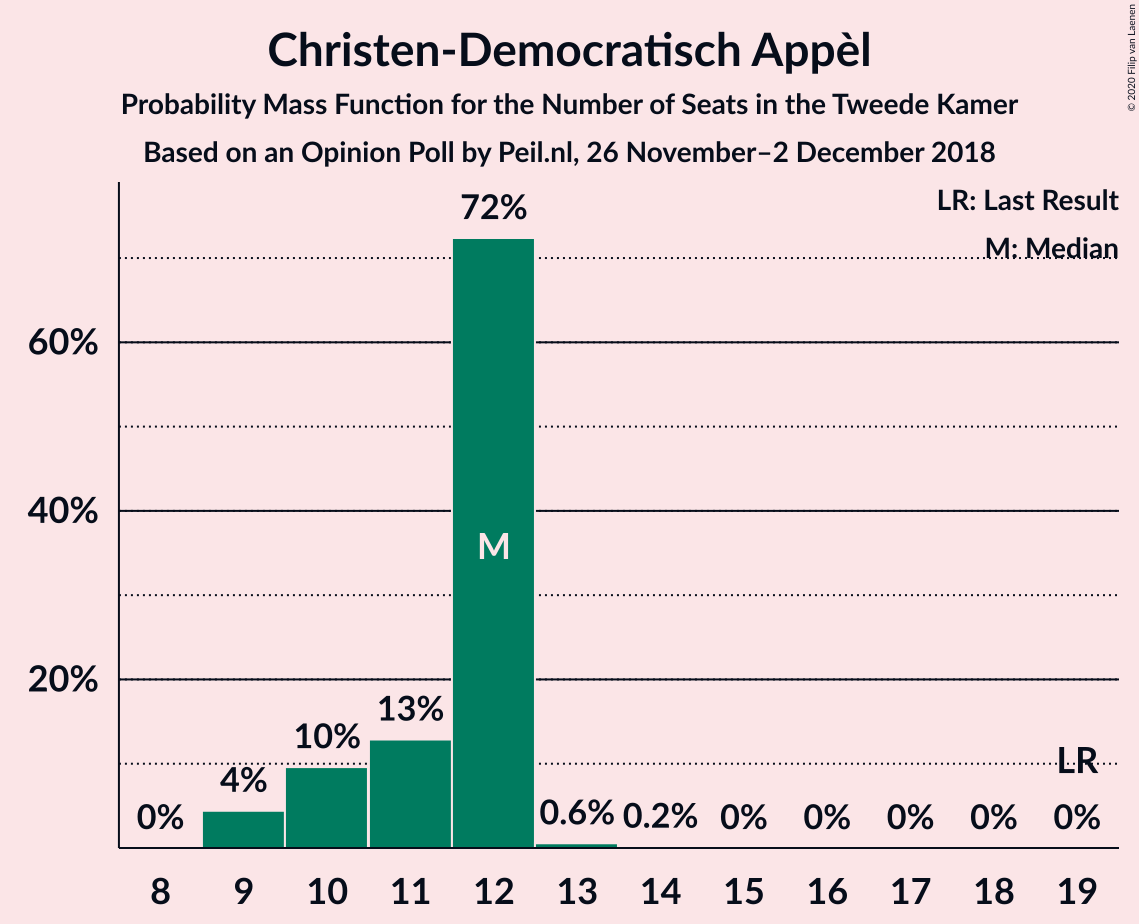 Christen-Democratisch Appèl
Probability Mass Function for the Number of Seats in the Tweede Kamer
Based on an Opinion Poll by Peil.nl, 26 November–2 December 2018
© 2020 Filip van Laenen
LR: Last Result
M: Median
72%
60%
40%
M
20%
13%
10%
4%
LR
0%
0.6%
0.2%
0%
0%
0%
0%
0%
8 9 10 11 12 13 14 15 16 17 18 19